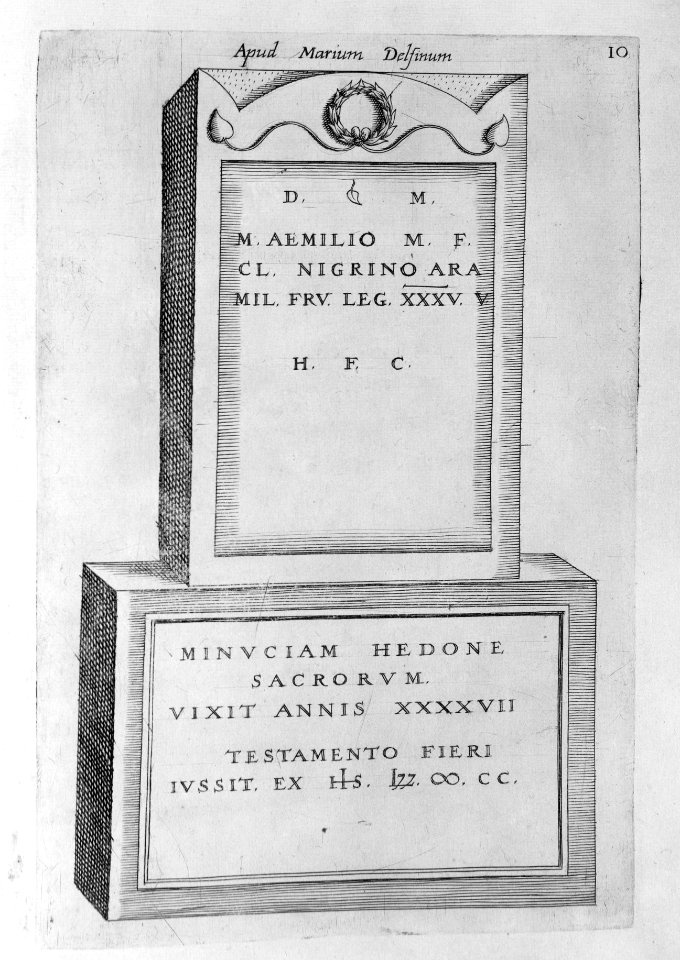 Apud Marium Delfinum
10
D. M.
M. AEMILIO M. F.
CL. NIGRINO ARA
MIL. FRV. LEG. XXXV. V
H. F. C.
MINVCIAM HEDONE
SACRORVM.
VIXIT ANNIS XXXXVII
TESTAMENTO FIERI
IVSSIT. EX HS. ∞. CC.